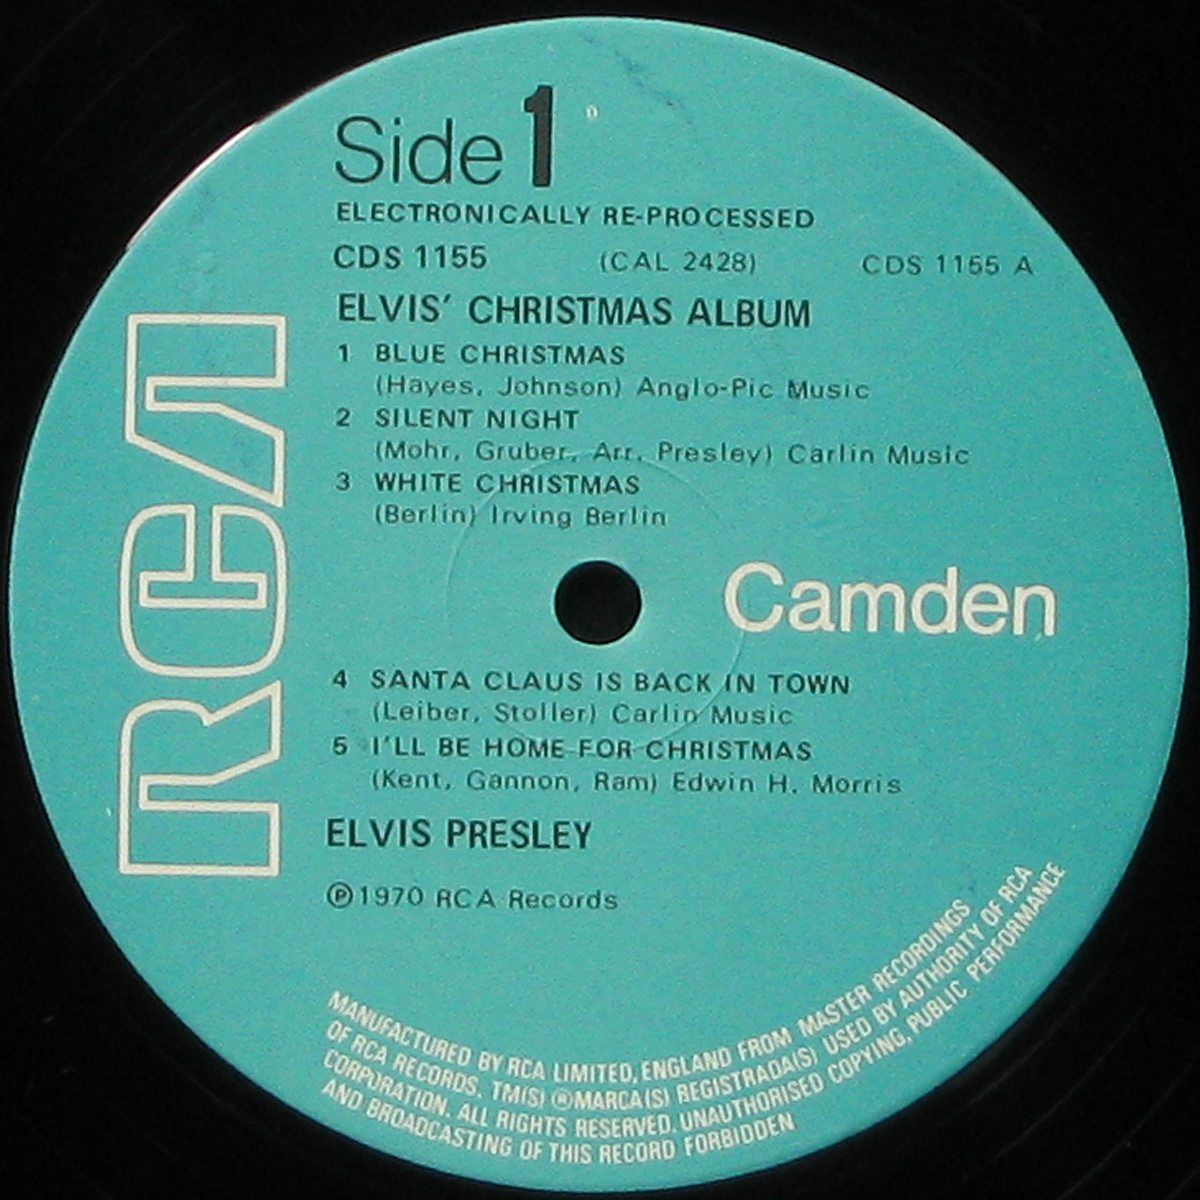 Side 1
ELECTRONICALLY RE-PROCESSED
CDS 1155 (CAL 2428) CDS 1155 A
ELVIS' CHRISTMAS ALBUM
1 BLUE CHRISTMAS
(Hayes, Johnson) Anglo-Pic Music
2 SILENT NIGHT
(Mohr, Gruber, Arr. Presley) Carlin Music
3 WHITE CHRISTMAS
(Berlin) Irving Berlin
RCA
Camden
4 SANTA CLAUS IS BACK IN TOWN
(Leiber, Stoller) Carlin Music
5 I'LL BE HOME FOR CHRISTMAS
(Kent, Gannon, Ram) Edwin H. Morris
ELVIS PRESLEY
℗1970 RCA Records
MANUFACTURED BY RCA LIMITED, ENGLAND FROM MASTER RECORDINGS
OF RCA RECORDS. TM(S) ® MARCA(S) REGISTRADA(S) USED BY AUTHORITY OF RCA
CORPORATION. ALL RIGHTS RESERVED. UNAUTHORISED COPYING, PUBLIC PERFORMANCE
AND BROADCASTING OF THIS RECORD FORBIDDEN